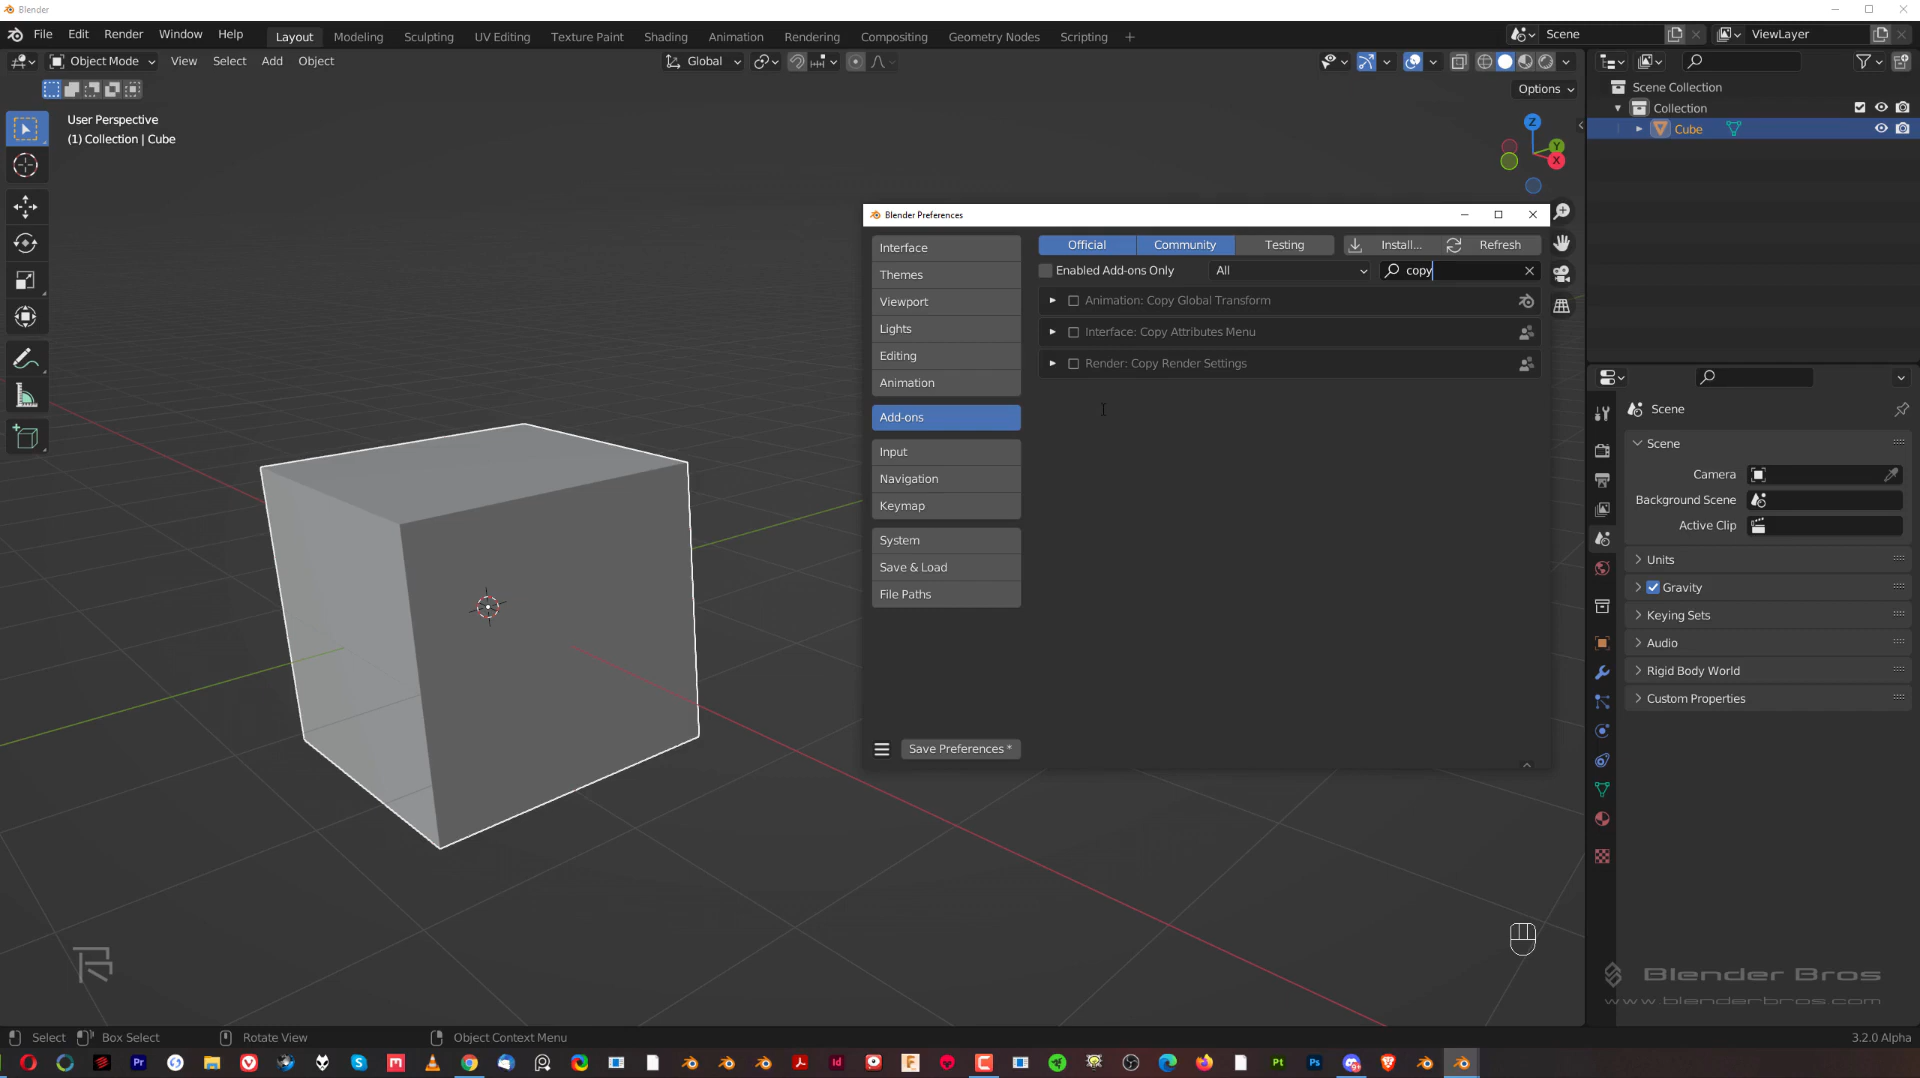 Blender
File Edit Render Window Help
Layout Modeling Sculpting UV Editing Texture Paint Shading Animation Rendering Compositing Geometry Nodes Scripting +
Scene
ViewLayer
Object Mode View Select Add Object
Global
Options
User Perspective
(1) Collection | Cube
Z
Y
X
Scene Collection
Collection
Cube
Blender Preferences
Interface
Themes
Viewport
Lights
Editing
Animation
Add-ons
Input
Navigation
Keymap
System
Save & Load
File Paths
Save Preferences *
Official Community Testing Install... Refresh
Enabled Add-ons Only All copy
Animation: Copy Global Transform
Interface: Copy Attributes Menu
Render: Copy Render Settings
Scene
Scene
Camera
Background Scene
Active Clip
Units
Gravity
Keying Sets
Audio
Rigid Body World
Custom Properties
Blender Bros
www.blenderbros.com
Select Box Select Rotate View Object Context Menu
3.2.0 Alpha
Pr
S
m
Id
F
Pt
Ps